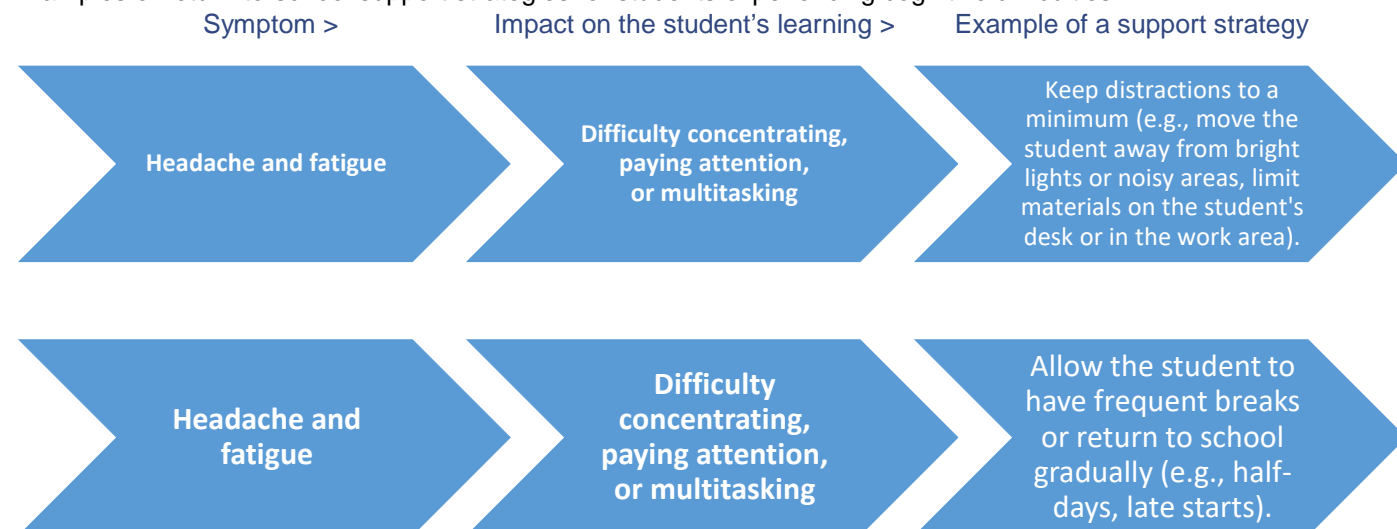 Symptom > Impact on the student's learning > Example of a support strategy
Headache and fatigue
Difficulty concentrating,
paying attention,
or multitasking
Keep distractions to a
minimum (e.g., move the
student away from bright
lights or noisy areas, limit
materials on the student's
desk or in the work area).
Headache and
fatigue
Difficulty
concentrating,
paying attention,
or multitasking
Allow the student to
have frequent breaks
or return to school
gradually (e.g., half-
days, late starts).